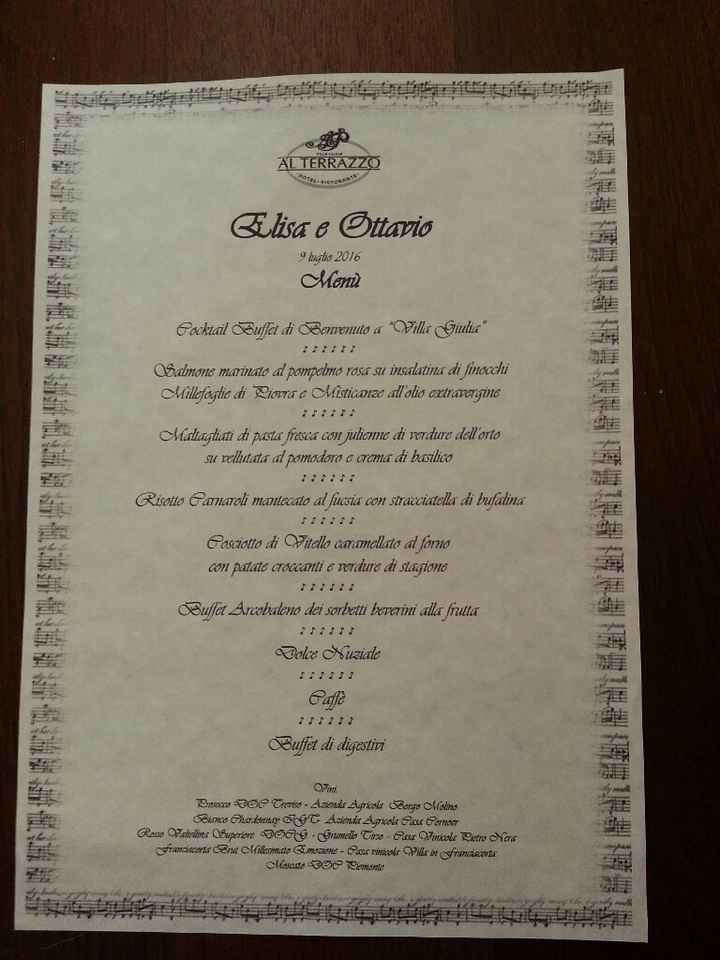 AL TERRAZZO
HOTEL • RISTORANTE
Elisa e Ottavio
9 luglio 2016
Menù
Cocktail Buffet di Benvenuto a “Villa Giulia”
Salmone marinato al pompelmo rosa su insalatina di finocchi
Millefoglie di Piovra e Misticanze all'olio extravergine
Maltagliati di pasta fresca con julienne di verdure dell'orto
su vellutata al pomodoro e crema di basilico
Risotto Carnaroli mantecato al fucsia con stracciatella di bufalina
Cosciotto di Vitello caramellato al forno
con patate croccanti e verdure di stagione
Buffet Arcobaleno dei sorbetti beverini alla frutta
Dolce Nuziale
Caffè
Buffet di digestivi
Vini
Prosecco DOC Treviso - Azienda Agricola Borgo Molino
Bianco Chardonnay IGT Azienda Agricola Casa Cernoer
Rosso Valtellina Superiore DOCG - Grumello Tirso - Casa Vinicola Pietro Nera
Franciacorta Brut Millesimato Emozione - Casa vinicola Villa in Franciacorta
Moscato DOC Piemonte